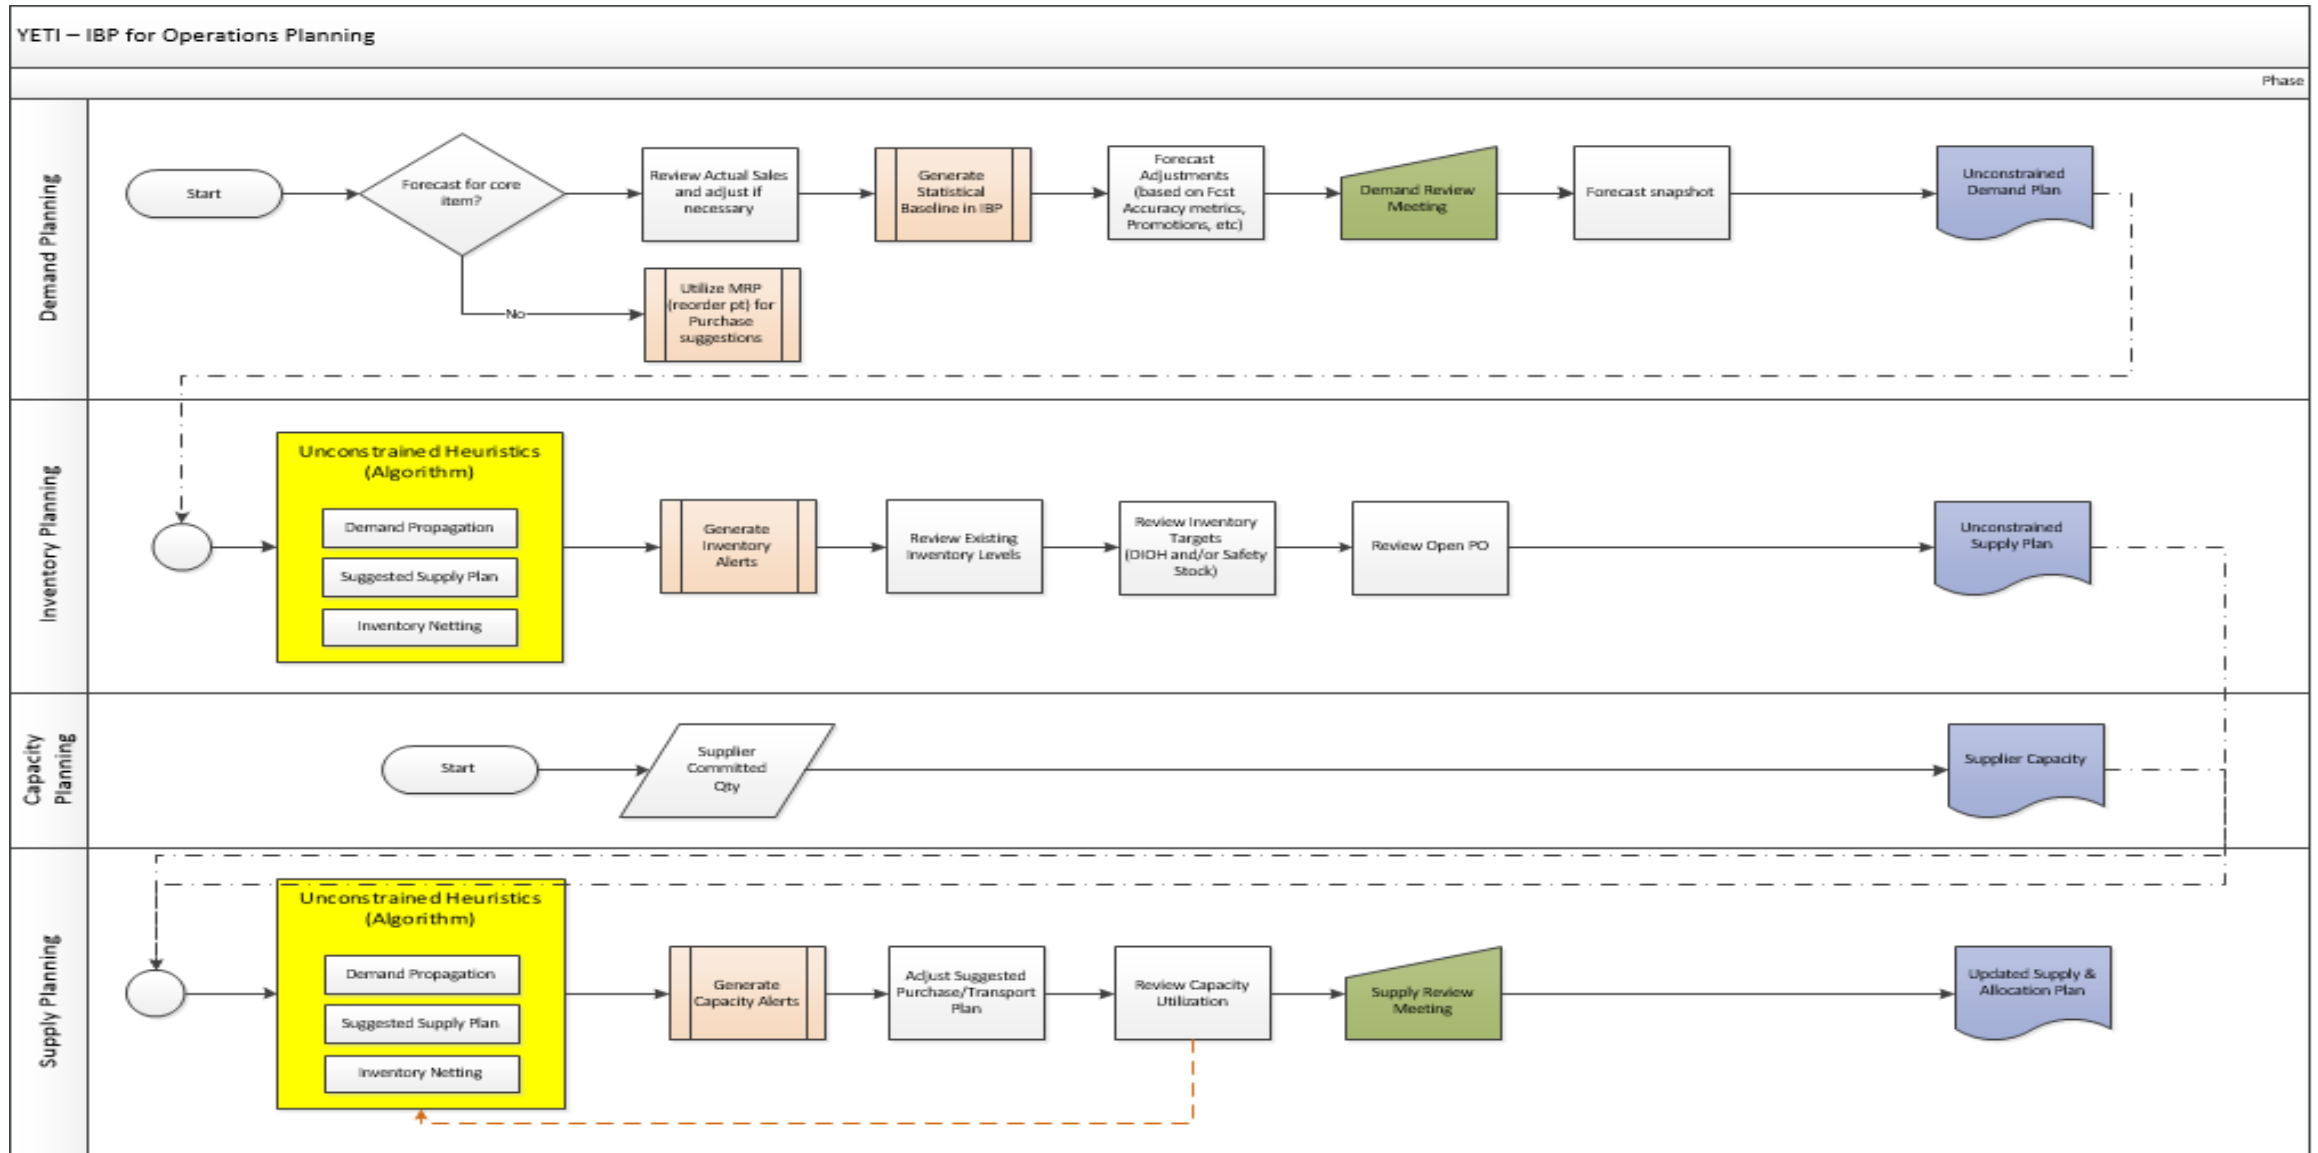 YETI – IBP for Operations Planning
Phase
Demand Planning
Start
Forecast for core
item?
Review Actual Sales
and adjust if
necessary
Generate
Statistical
Baseline in IBP
Forecast
Adjustments
(based on Fcst
Accuracy metrics,
Promotions, etc)
Demand Review
Meeting
Forecast snapshot
Unconstrained
Demand Plan
No
Utilize MRP
(reorder pt) for
Purchase
suggestions
Inventory Planning
Unconstrained Heuristics
(Algorithm)
Demand Propagation
Suggested Supply Plan
Inventory Netting
Generate
Inventory
Alerts
Review Existing
Inventory Levels
Review Inventory
Targets
(DIOH and/or Safety
Stock)
Review Open PO
Unconstrained
Supply Plan
Capacity
Planning
Start
Supplier
Committed
Qty
Supplier Capacity
Supply Planning
Unconstrained Heuristics
(Algorithm)
Demand Propagation
Suggested Supply Plan
Inventory Netting
Generate
Capacity Alerts
Adjust Suggested
Purchase/Transport
Plan
Review Capacity
Utilization
Supply Review
Meeting
Updated Supply &
Allocation Plan